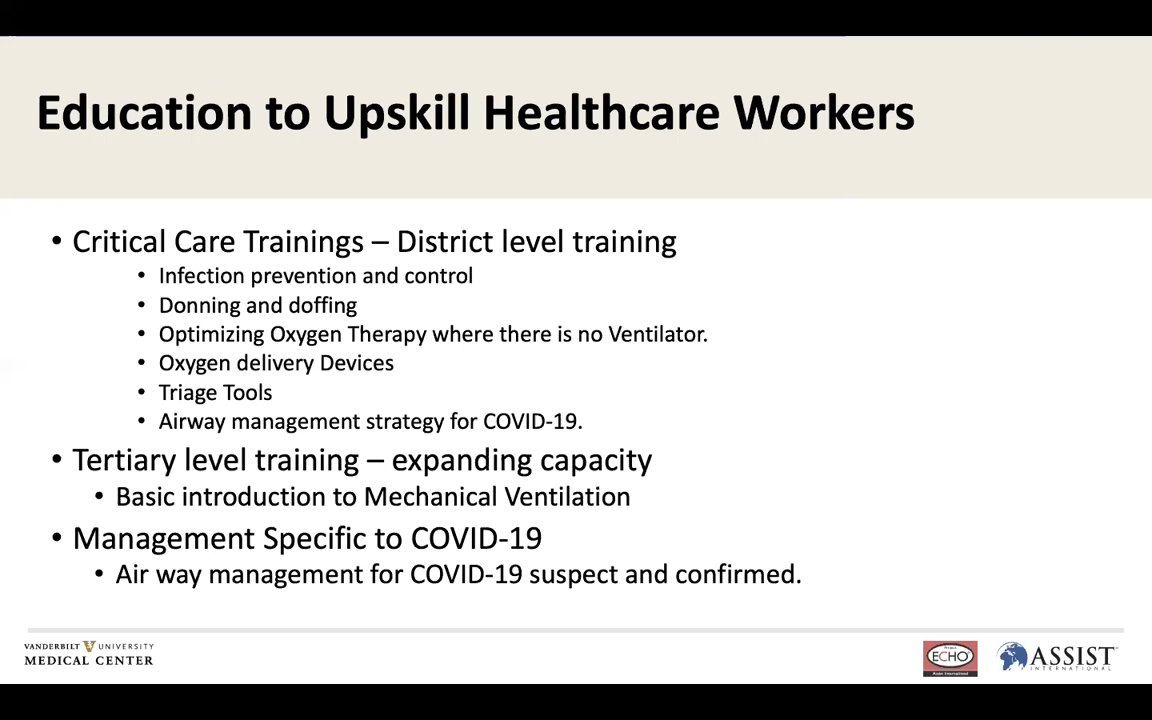 Education to Upskill Healthcare Workers
• Critical Care Trainings – District level training
• Infection prevention and control
• Donning and doffing
• Optimizing Oxygen Therapy where there is no Ventilator.
• Oxygen delivery Devices
• Triage Tools
• Airway management strategy for COVID-19.
• Tertiary level training – expanding capacity
• Basic introduction to Mechanical Ventilation
• Management Specific to COVID-19
• Air way management for COVID-19 suspect and confirmed.
VANDERBILT UNIVERSITY
MEDICAL CENTER
ECHO
Assist International
ASSIST
INTERNATIONAL